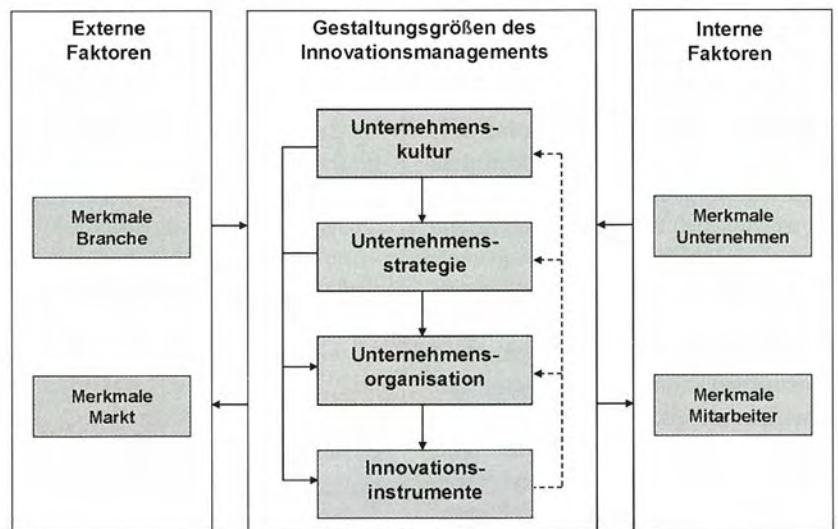 Externe
Faktoren
Merkmale
Branche
Merkmale
Markt
Gestaltungsgrößen des
Innovationsmanagements
Unternehmens-
kultur
Unternehmens-
strategie
Unternehmens-
organisation
Innovations-
instrumente
Interne
Faktoren
Merkmale
Unternehmen
Merkmale
Mitarbeiter